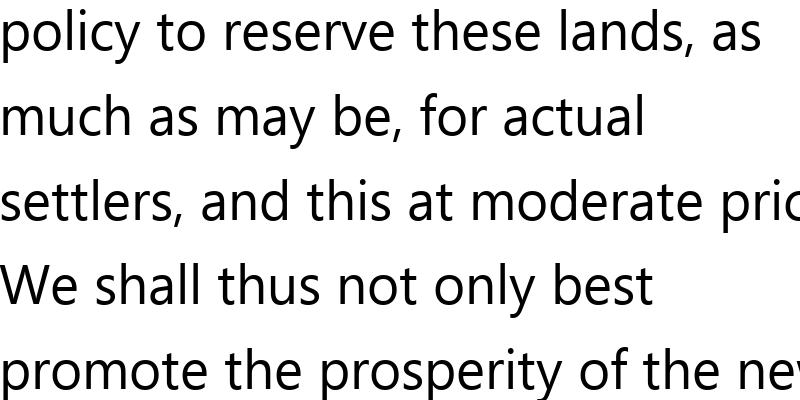 policy to reserve these lands, as
much as may be, for actual
settlers, and this at moderate
We shall thus not only best
promote the prosperity of the